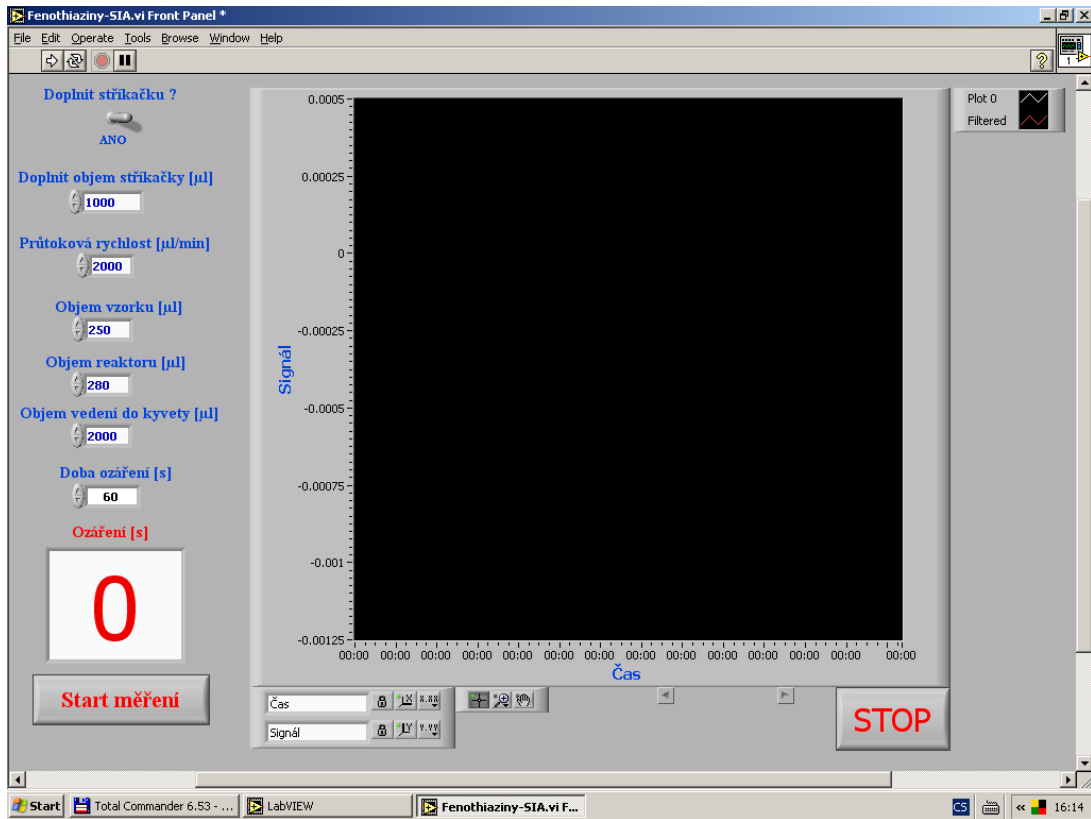 Fenothiaziny-SIA.vi Front Panel *
File Edit Operate Tools Browse Window Help
1
Doplnit stříkačku ?
ANO
Doplnit objem stříkačky [µl]
1000
Průtoková rychlost [µl/min]
2000
Objem vzorku [µl]
250
Objem reaktoru [µl]
280
Objem vedení do kyvety [µl]
2000
Doba ozáření [s]
60
Ozáření [s]
0
Start měření
0.0005
0.00025
0
-0.00025
-0.0005
-0.00075
-0.001
-0.00125
Signál
00:00 00:00 00:00 00:00 00:00 00:00 00:00 00:00 00:00 00:00 00:00 00:00 00:00 00:00
Čas
Plot 0
Filtered
Čas
X
X.XX
Signál
Y
Y.YY
STOP
Start
Total Commander 6.53 - ...
LabVIEW
Fenothiaziny-SIA.vi F...
CS
«
16:14